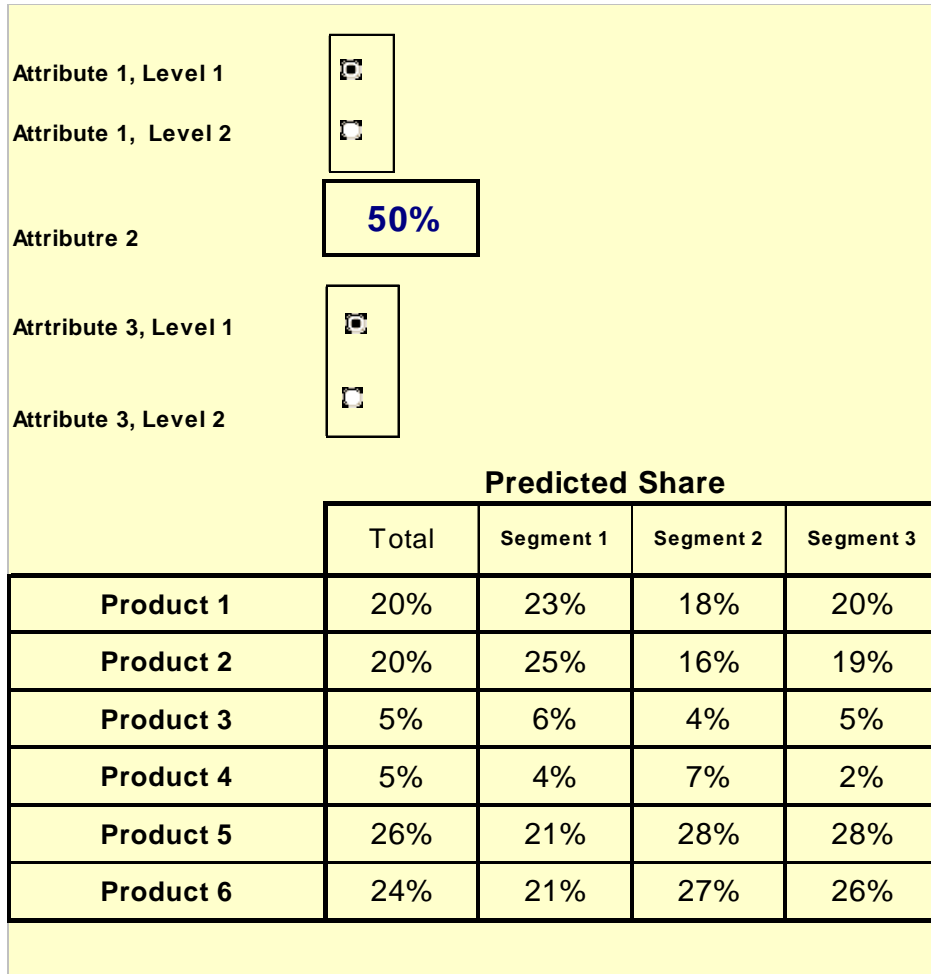 Attribute 1, Level 1
Attribute 1, Level 2
50%
Attributre 2
Atrtribute 3, Level 1
Attribute 3, Level 2
Predicted Share
Total Segment 1 Segment 2 Segment 3
Product 1 20% 23% 18% 20%
Product 2 20% 25% 16% 19%
Product 3 5% 6% 4% 5%
Product 4 5% 4% 7% 2%
Product 5 26% 21% 28% 28%
Product 6 24% 21% 27% 26%